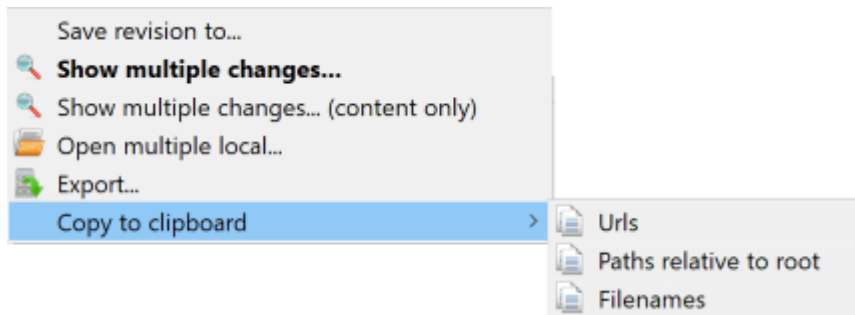 Save revision to...
Show multiple changes...
Show multiple changes... (content only)
Open multiple local...
Export...
Copy to clipboard
Urls
Paths relative to root
Filenames